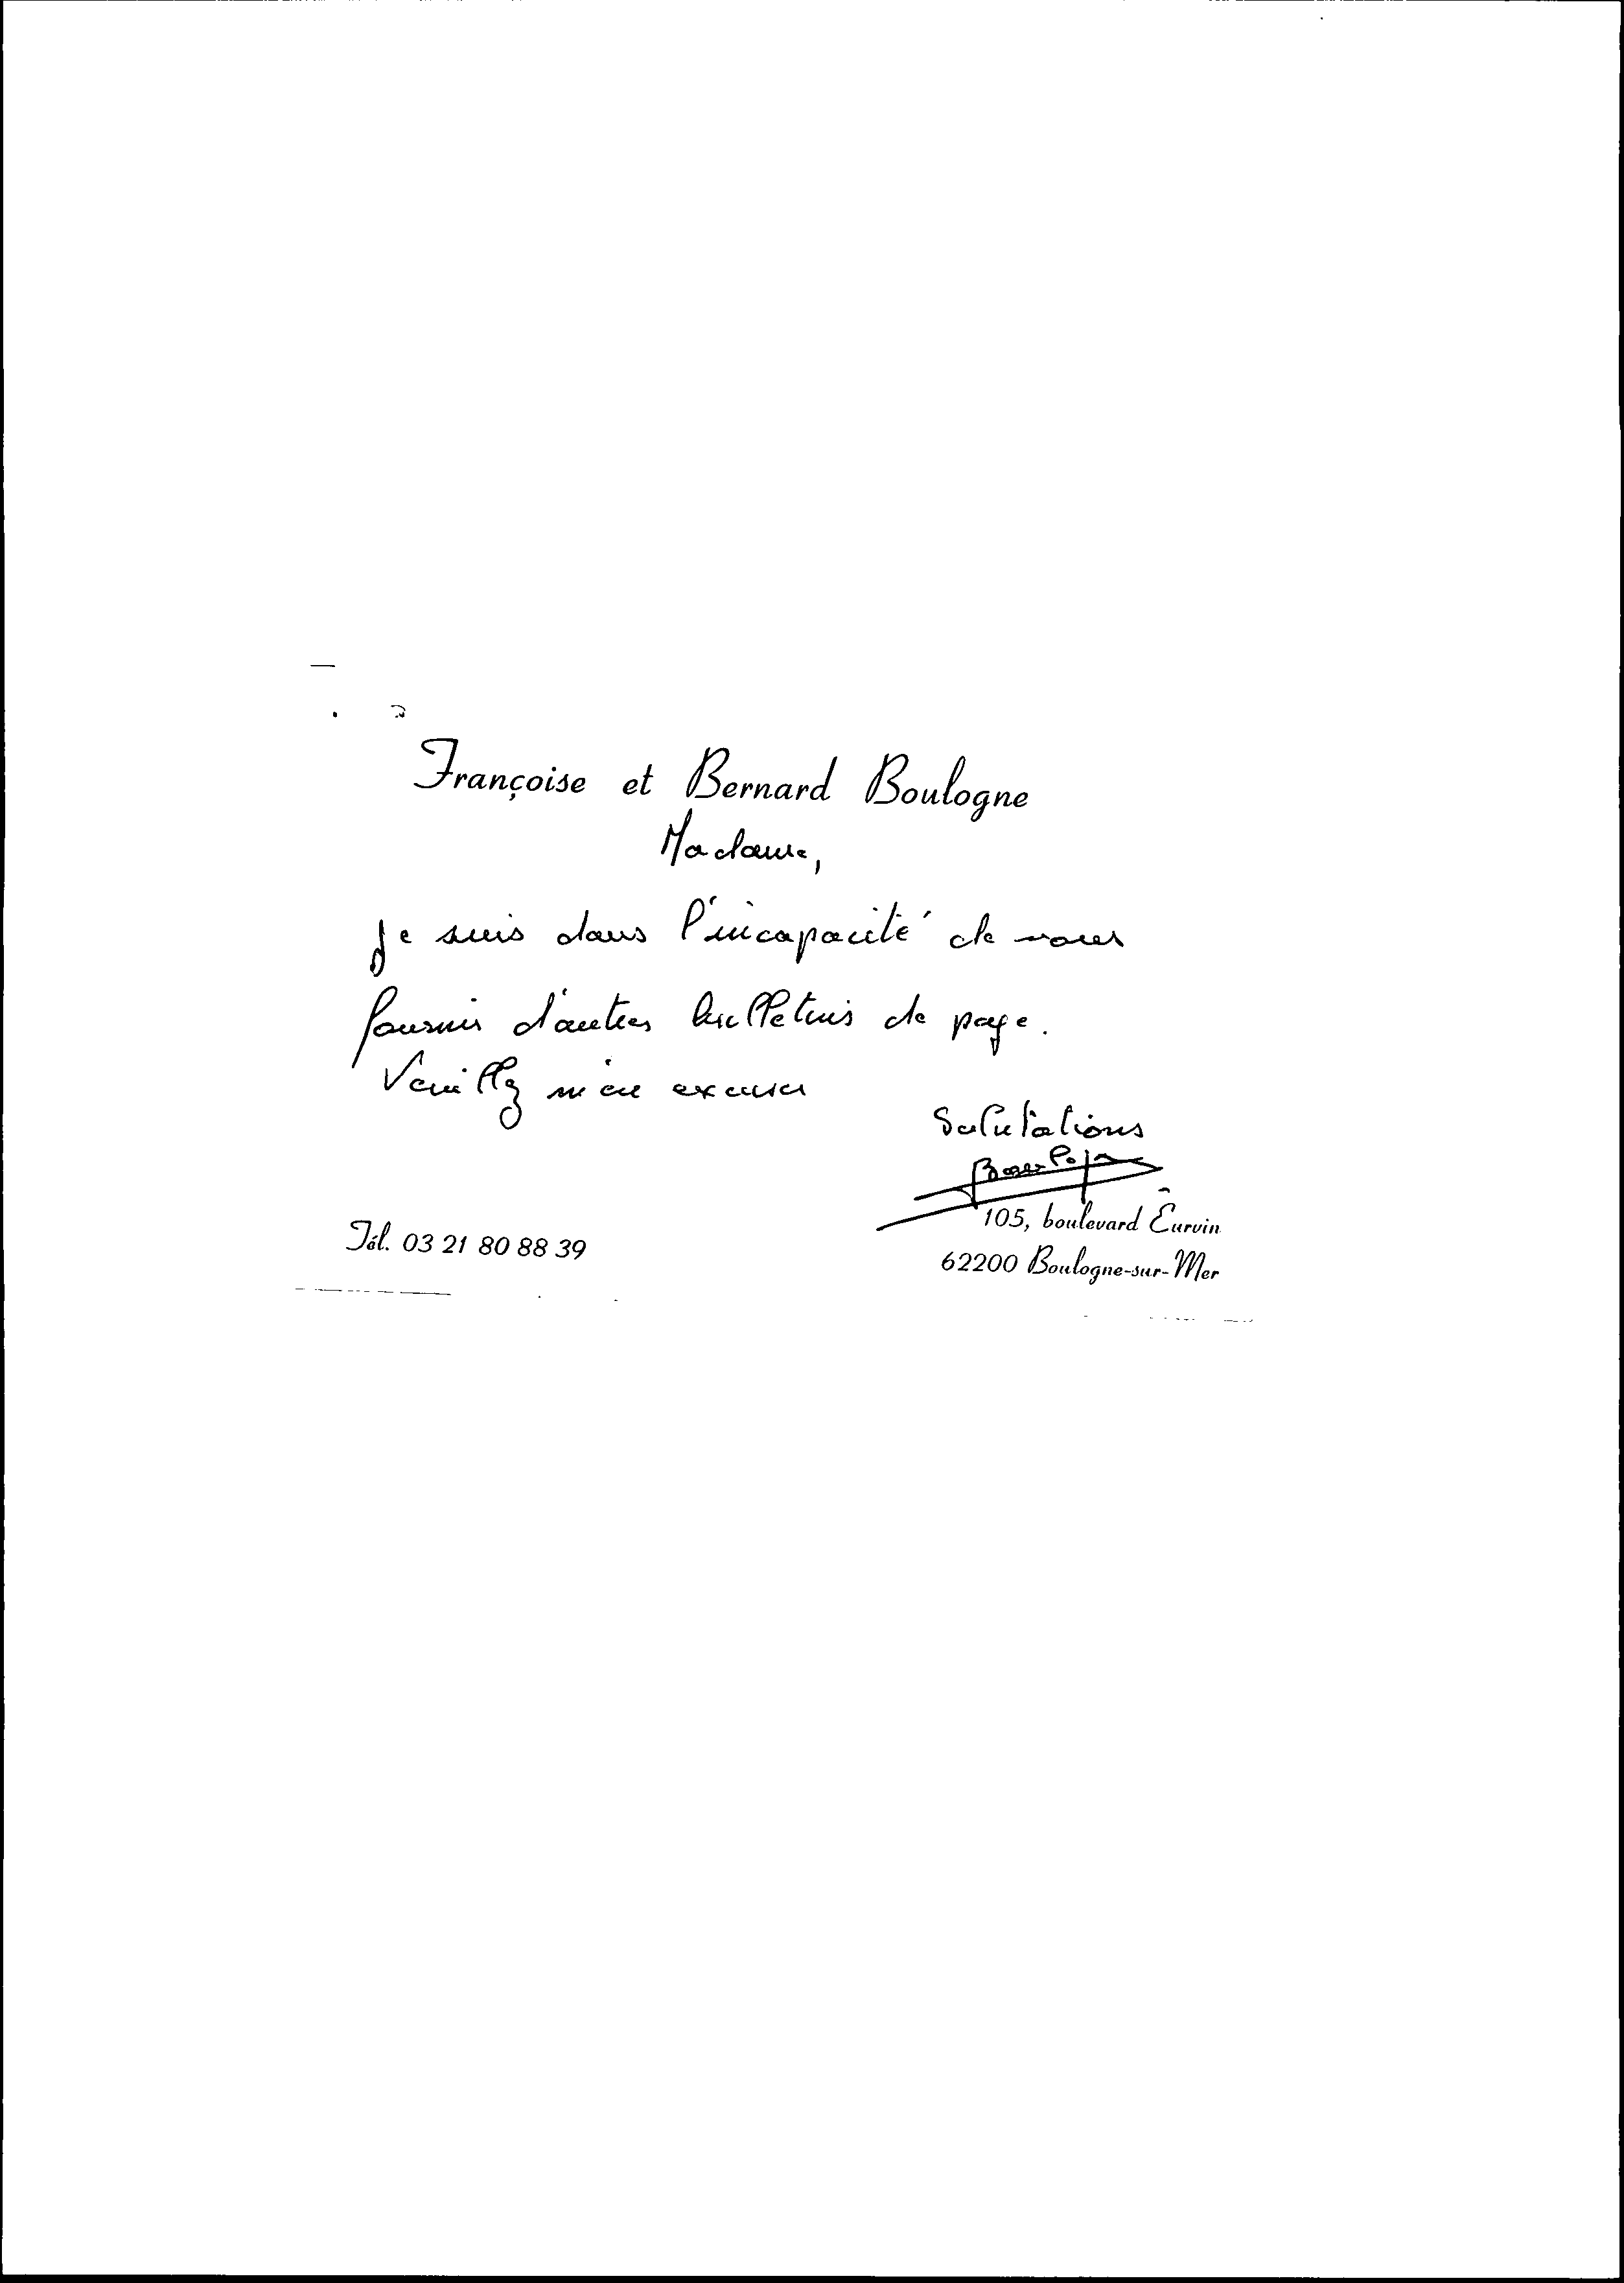 Françoise et Bernard Boulogne
Madame,
Je suis dans l'incapacité de vous
fournir d'autres bulletins de paye.
Veuillez m'en excuser
Salutations
105, boulevard Eurvin
Tél. 03 21 80 88 39
62200 Boulogne-sur-Mer